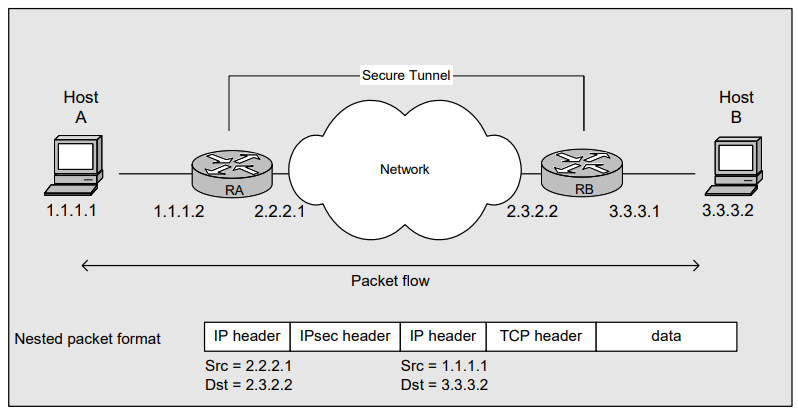 Secure Tunnel
Host
A
Host
B
Network
RA
RB
1.1.1.1
1.1.1.2
2.2.2.1
2.3.2.2
3.3.3.1
3.3.3.2
Packet flow
Nested packet format
IP header
IPsec header
IP header
TCP header
data
Src = 2.2.2.1
Dst = 2.3.2.2
Src = 1.1.1.1
Dst = 3.3.3.2